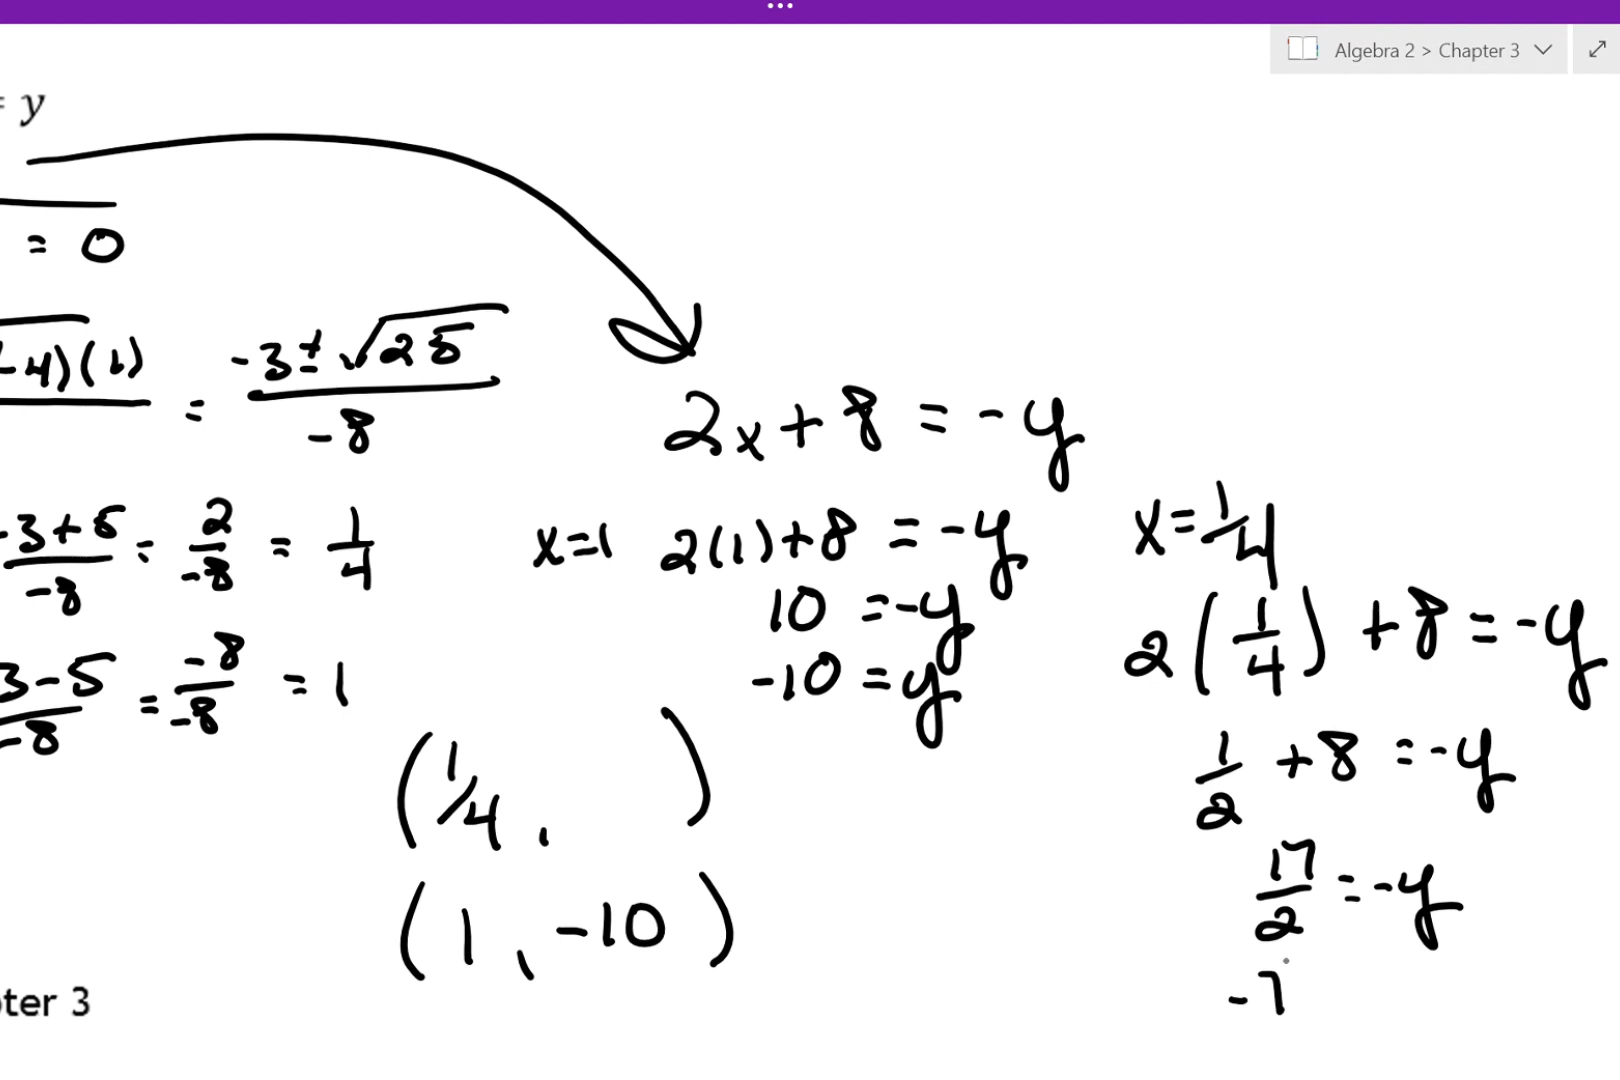 Algebra 2 > Chapter 3
= y
= 0
-4)(1) = -3 ± √25 / -8
2x + 8 = -y
-3+5 / -8 = 2 / -8 = 1/4
3-5 / -8 = -8 / -8 = 1
x=1 2(1)+8 = -y
10 = -y
-10 = y
x = 1/4
2 (1/4) + 8 = -y
1/2 + 8 = -y
17/2 = -y
-7
(1/4, )
(1, -10)
ter 3